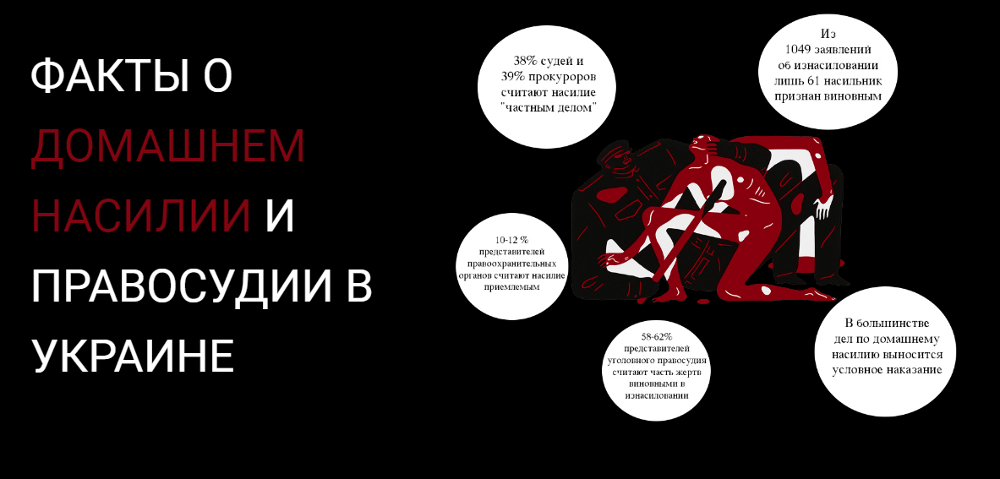 ФАКТЫ О
ДОМАШНЕМ
НАСИЛИИ И
ПРАВОСУДИИ В
УКРАИНЕ
38% судей и
39% прокуроров
считают насилие
"частным делом"
Из
1049 заявлений
об изнасиловании
лишь 61 насильник
признан виновным
10-12 %
представителей
правоохранительных
органов считают насилие
приемлемым
58-62%
представителей
уголовного правосудия
считают часть жертв
виновными в
изнасиловании
В большинстве
дел по домашнему
насилию выносится
условное наказание